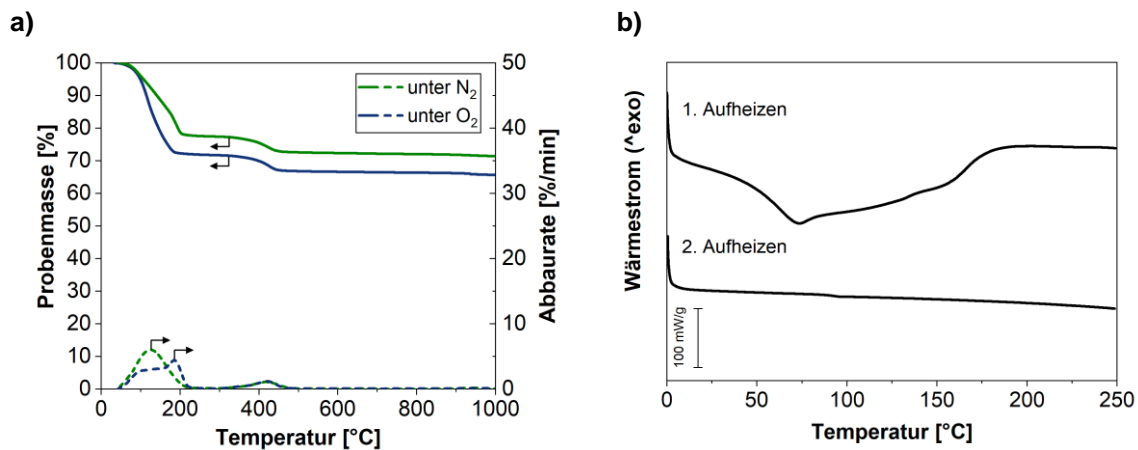 a)
100
90
80
70
60
50
40
30
20
10
0
Probenmasse [%]
0
200
400
600
800
1000
Temperatur [°C]
50
40
30
20
10
0
Abbaurate [%/min]
unter N₂
unter O₂
b)
Wärmestrom (^exo)
1. Aufheizen
2. Aufheizen
100 mW/g
0
50
100
150
200
250
Temperatur [°C]